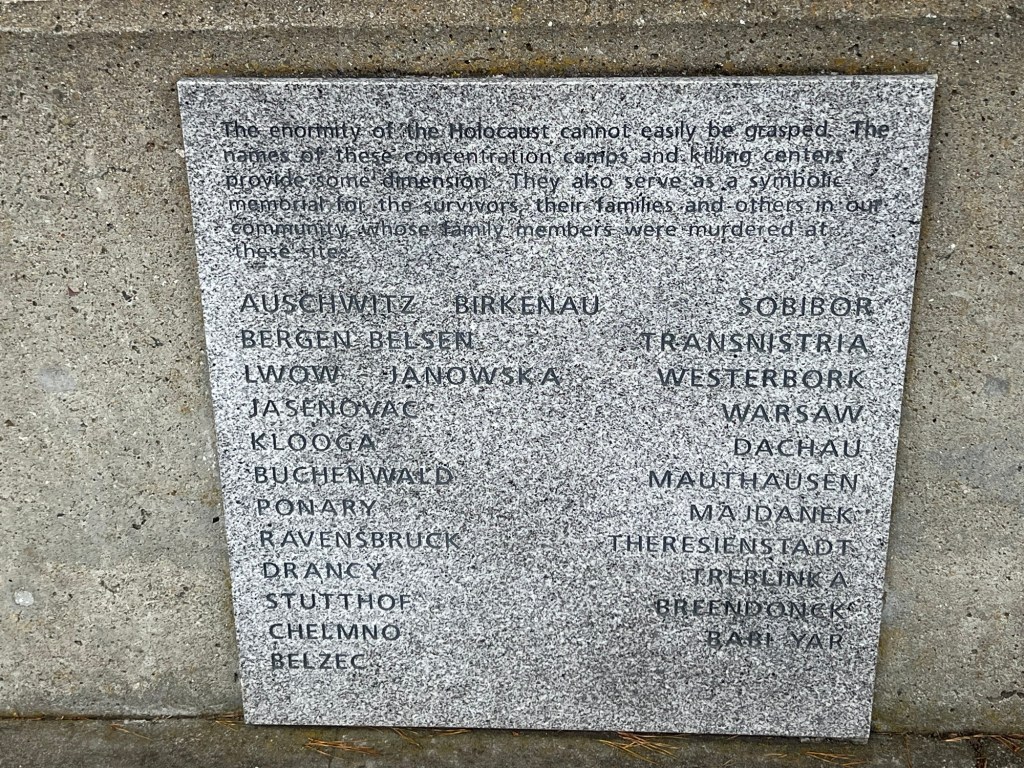 The enormity of the Holocaust cannot easily be grasped. The
names of these concentration camps and killing centers
provide some dimension. They also serve as a symbolic
memorial for the survivors, their families and others in our
community, whose family members were murdered at
these sites.
AUSCHWITZ BIRKENAU SOBIBOR
BERGEN BELSEN TRANSNISTRIA
LWOW - JANOWSKA WESTERBORK
JASENOVAC WARSAW
KLOOGA DACHAU
BUCHENWALD MAUTHAUSEN
PONARY MAJDANEK
RAVENSBRUCK THERESIENSTADT
DRANCY TREBLINKA
STUTTHOF BREENDONCK
CHELMNO BABI YAR
BELZEC